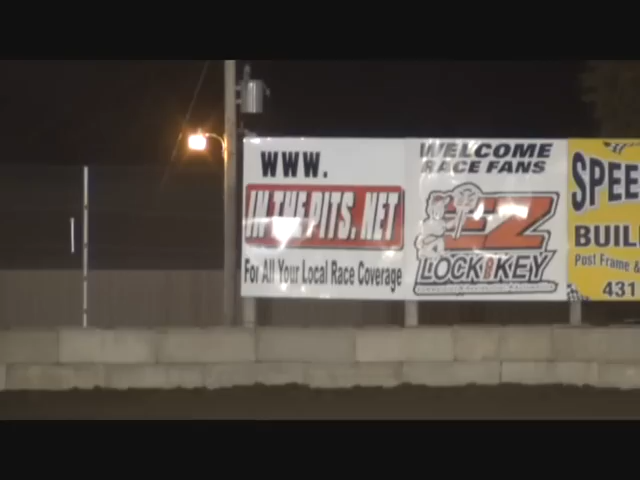 WWW.
IN THE PITS.NET
For All Your Local Race Coverage
WELCOME
RACE FANS
EZ
LOCK & KEY
SPEE
BUIL
Post Frame &
431